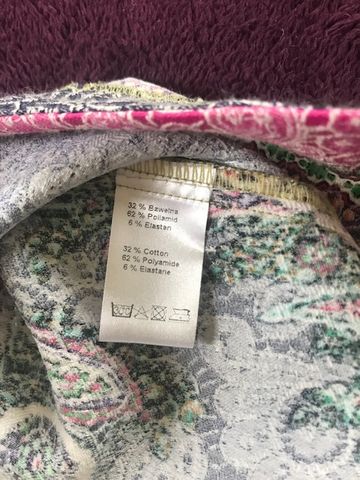 32 % Bawełna
62 % Poliamid
6 % Elastan
32 % Cotton
62 % Polyamide
6 % Elastane